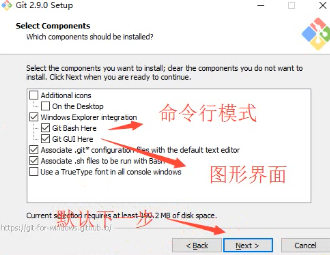 Git 2.9.0 Setup
Select Components
Which components should be installed?
Select the components you want to install; clear the components you do not want to
install. Click Next when you are ready to continue.
Additional icons
On the Desktop
Windows Explorer integration
Git Bash Here
命令行模式
Git GUI Here
Associate .git* configuration files with the default text editor
Associate .sh files to be run with Bash
图形界面
Use a TrueType font in all console windows
默认下一步
Current selection requires at least MB of disk space.
https://git-for-windows.github.io/
< Back
Next >
Cancel